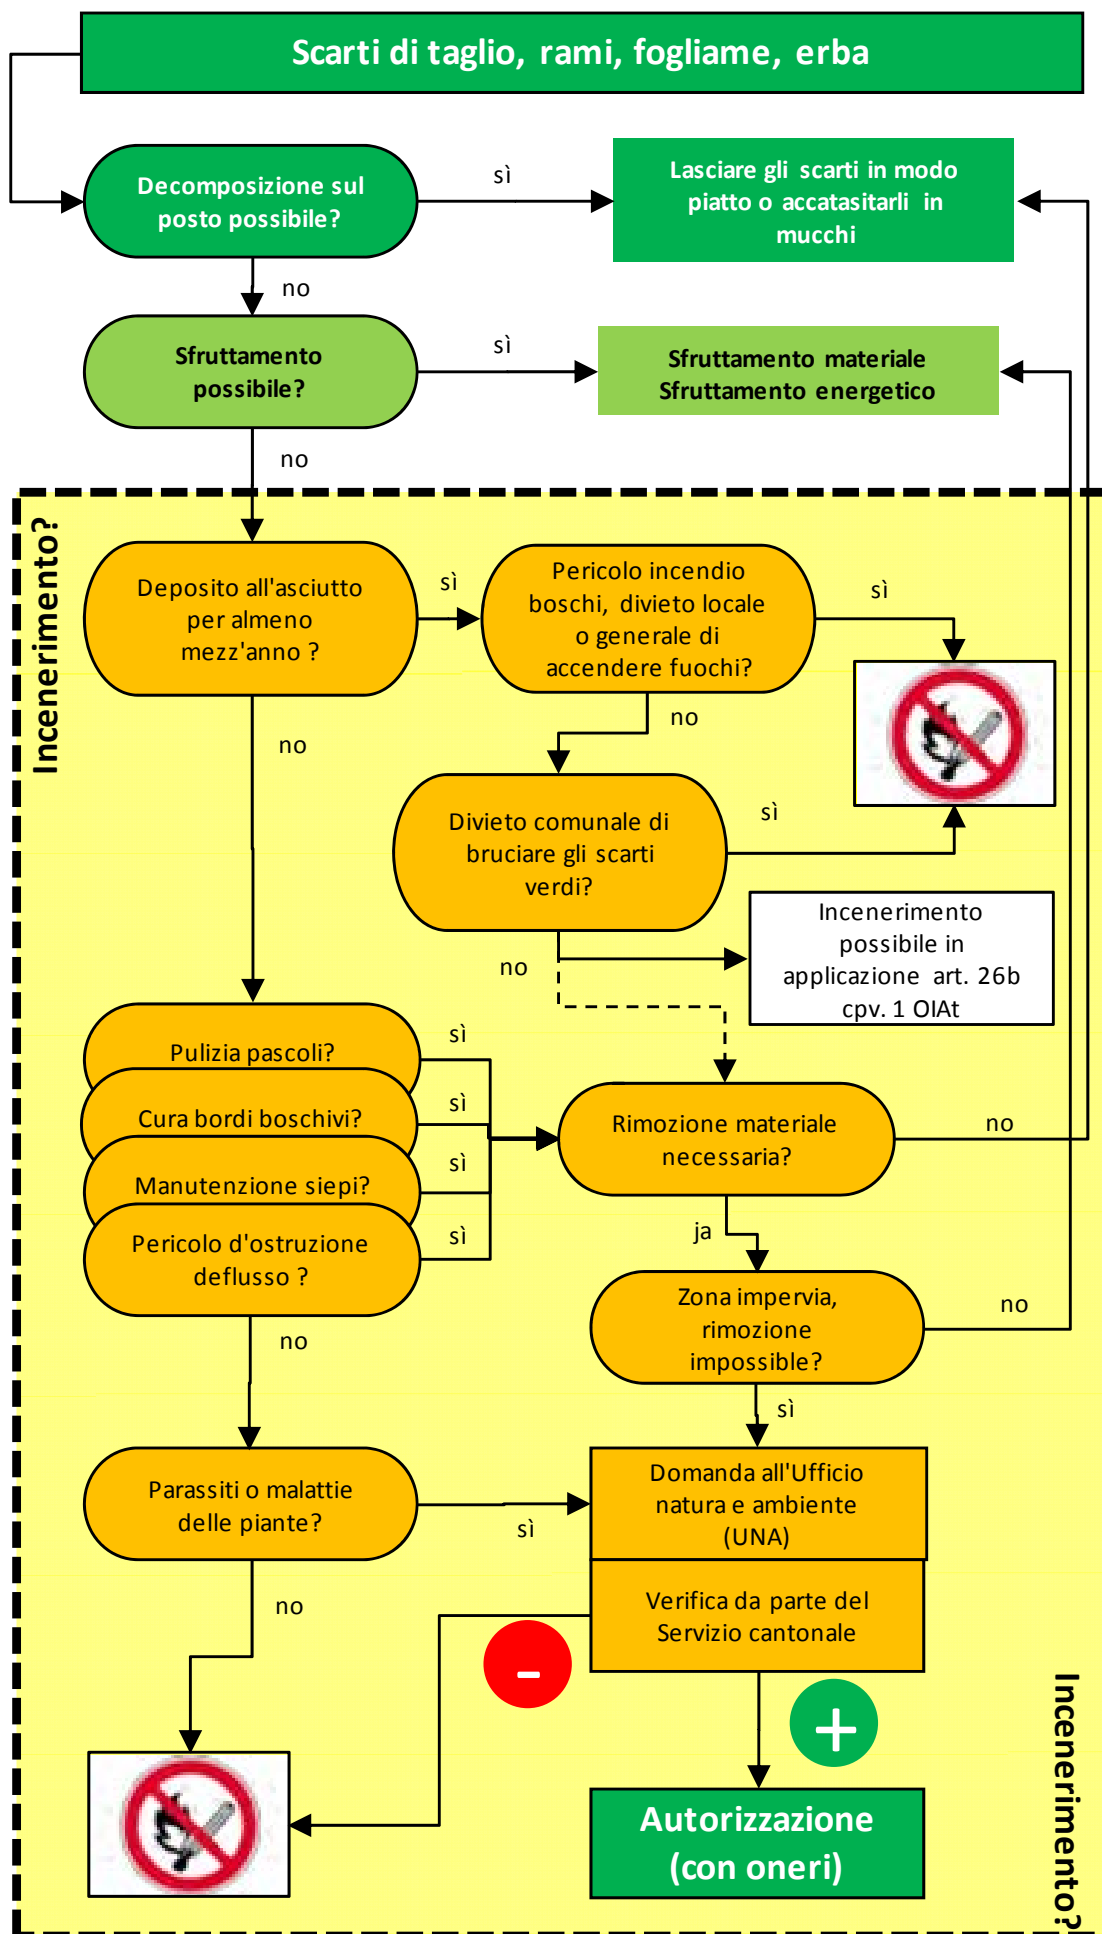 Scarti di taglio, rami, fogliame, erba
Decomposizione sul
posto possibile?
sì
Lasciare gli scarti in modo
piatto o accatasitarli in
mucchi
no
Sfruttamento
possibile?
sì
Sfruttamento materiale
Sfruttamento energetico
no
Incenerimento?
Deposito all'asciutto
per almeno
mezz'anno ?
sì
Pericolo incendio
boschi, divieto locale
o generale di
accendere fuochi?
sì
no
no
Divieto comunale di
bruciare gli scarti
verdi?
sì
no
Incenerimento
possibile in
applicazione art. 26b
cpv. 1 OIAt
Pulizia pascoli?
sì
Cura bordi boschivi?
sì
Manutenzione siepi?
sì
Pericolo d'ostruzione
deflusso ?
sì
Rimozione materiale
necessaria?
no
ja
Zona impervia,
rimozione
impossible?
no
no
sì
Parassiti o malattie
delle piante?
sì
Domanda all'Ufficio
natura e ambiente
(UNA)
no
Verifica da parte del
Servizio cantonale
-
+
Autorizzazione
(con oneri)
Incenerimento?